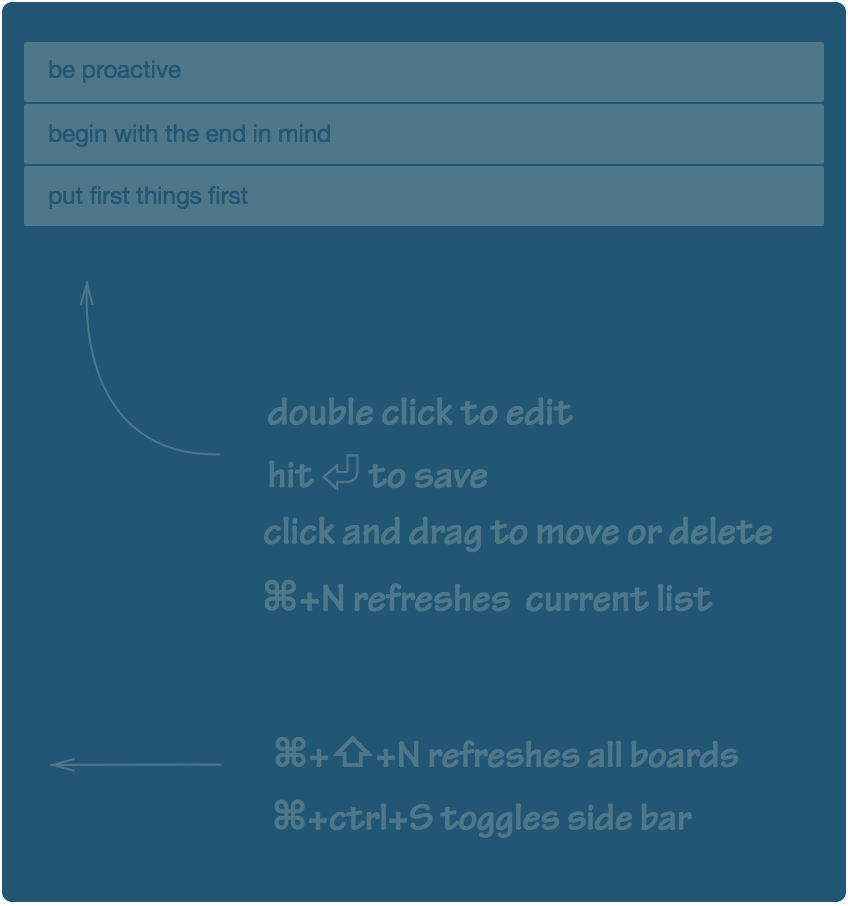 be proactive
begin with the end in mind
put first things first
double click to edit
hit ⏎ to save
click and drag to move or delete
⌘+N refreshes current list
⌘+⇧+N refreshes all boards
⌘+ctrl+S toggles side bar